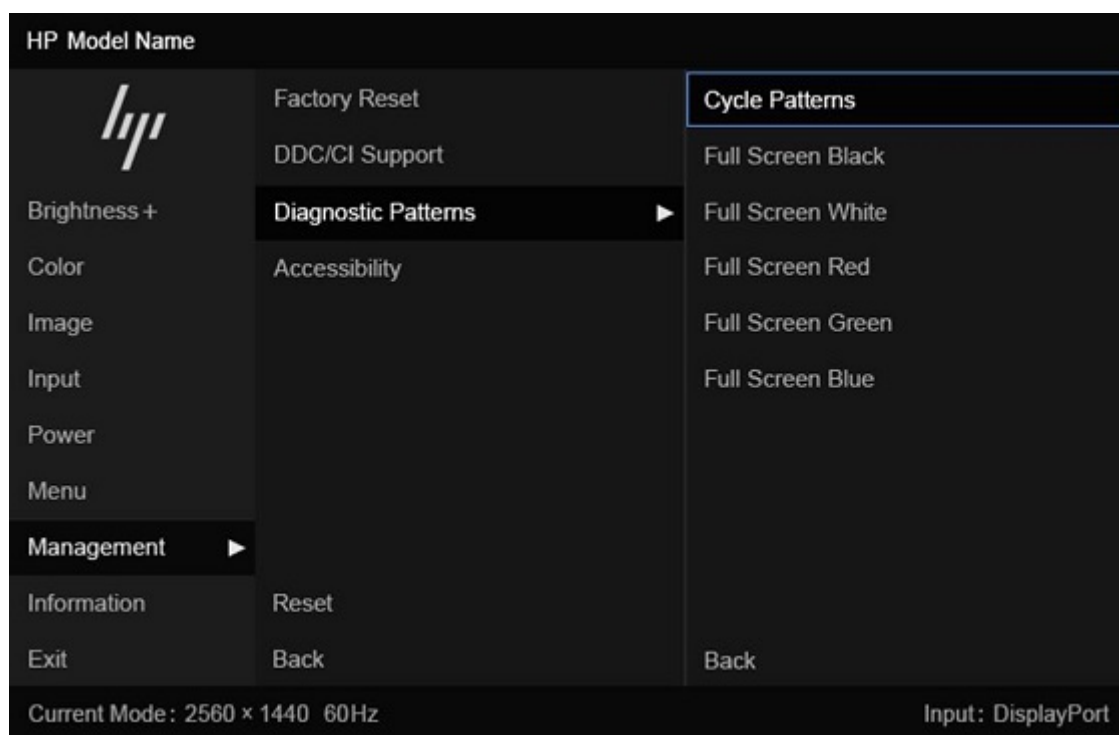 HP Model Name
hp
Brightness+
Color
Image
Input
Power
Menu
Management
Information
Exit
Factory Reset
DDC/CI Support
Diagnostic Patterns
Accessibility
Reset
Back
Cycle Patterns
Full Screen Black
Full Screen White
Full Screen Red
Full Screen Green
Full Screen Blue
Back
Current Mode: 2560 × 1440 60Hz
Input: DisplayPort